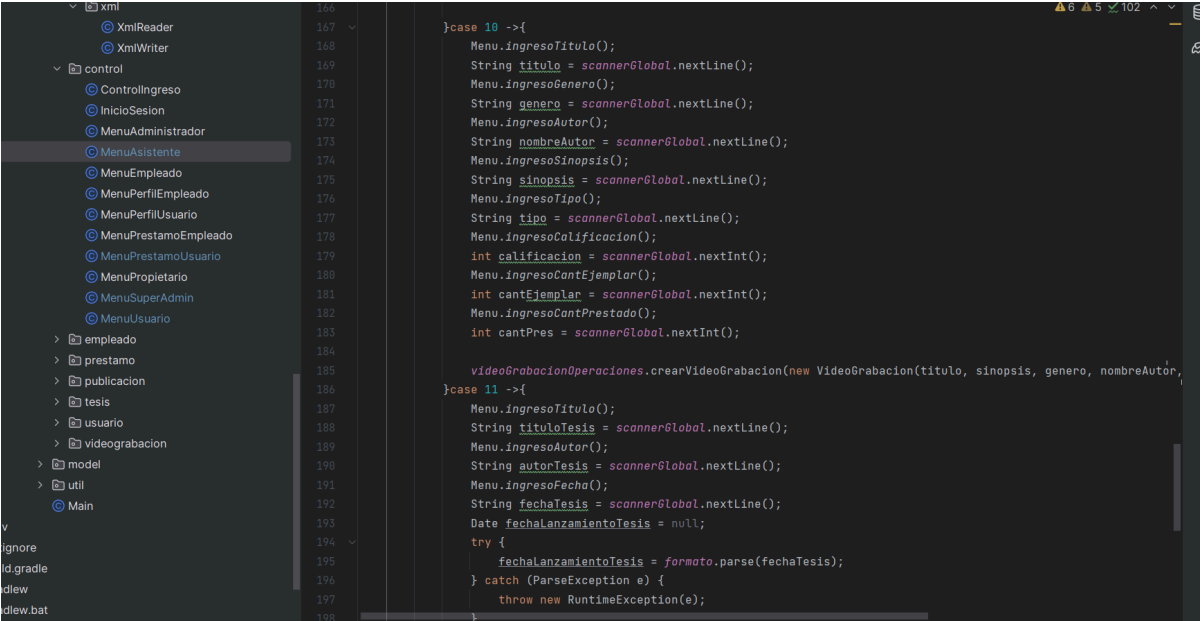 xml
XmlReader
XmlWriter
control
ControlIngreso
InicioSesion
MenuAdministrador
MenuAsistente
MenuEmpleado
MenuPerfilEmpleado
MenuPerfilUsuario
MenuPrestamoEmpleado
MenuPrestamoUsuario
MenuPropietario
MenuSuperAdmin
MenuUsuario
empleado
prestamo
publicacion
tesis
usuario
videograbacion
model
util
Main
v
ignore
ld.gradle
adlew
adlew.bat
6 5 102
166
167 }case 10 ->{
168 Menu.ingresoTitulo();
169 String titulo = scannerGlobal.nextLine();
170 Menu.ingresoGenero();
171 String genero = scannerGlobal.nextLine();
172 Menu.ingresoAutor();
173 String nombreAutor = scannerGlobal.nextLine();
174 Menu.ingresoSinopsis();
175 String sinopsis = scannerGlobal.nextLine();
176 Menu.ingresoTipo();
177 String tipo = scannerGlobal.nextLine();
178 Menu.ingresoCalificacion();
179 int calificacion = scannerGlobal.nextInt();
180 Menu.ingresoCantEjemplar();
181 int cantEjemplar = scannerGlobal.nextInt();
182 Menu.ingresoCantPrestado();
183 int cantPres = scannerGlobal.nextInt();
184
185 videoGrabacionOperaciones.crearVideoGrabacion(new VideoGrabacion(titulo, sinopsis, genero, nombreAutor,
186 }case 11 ->{
187 Menu.ingresoTitulo();
188 String tituloTesis = scannerGlobal.nextLine();
189 Menu.ingresoAutor();
190 String autorTesis = scannerGlobal.nextLine();
191 Menu.ingresoFecha();
192 String fechaTesis = scannerGlobal.nextLine();
193 Date fechaLanzamientoTesis = null;
194 try {
195 fechaLanzamientoTesis = formato.parse(fechaTesis);
196 } catch (ParseException e) {
197 throw new RuntimeException(e);
198 }